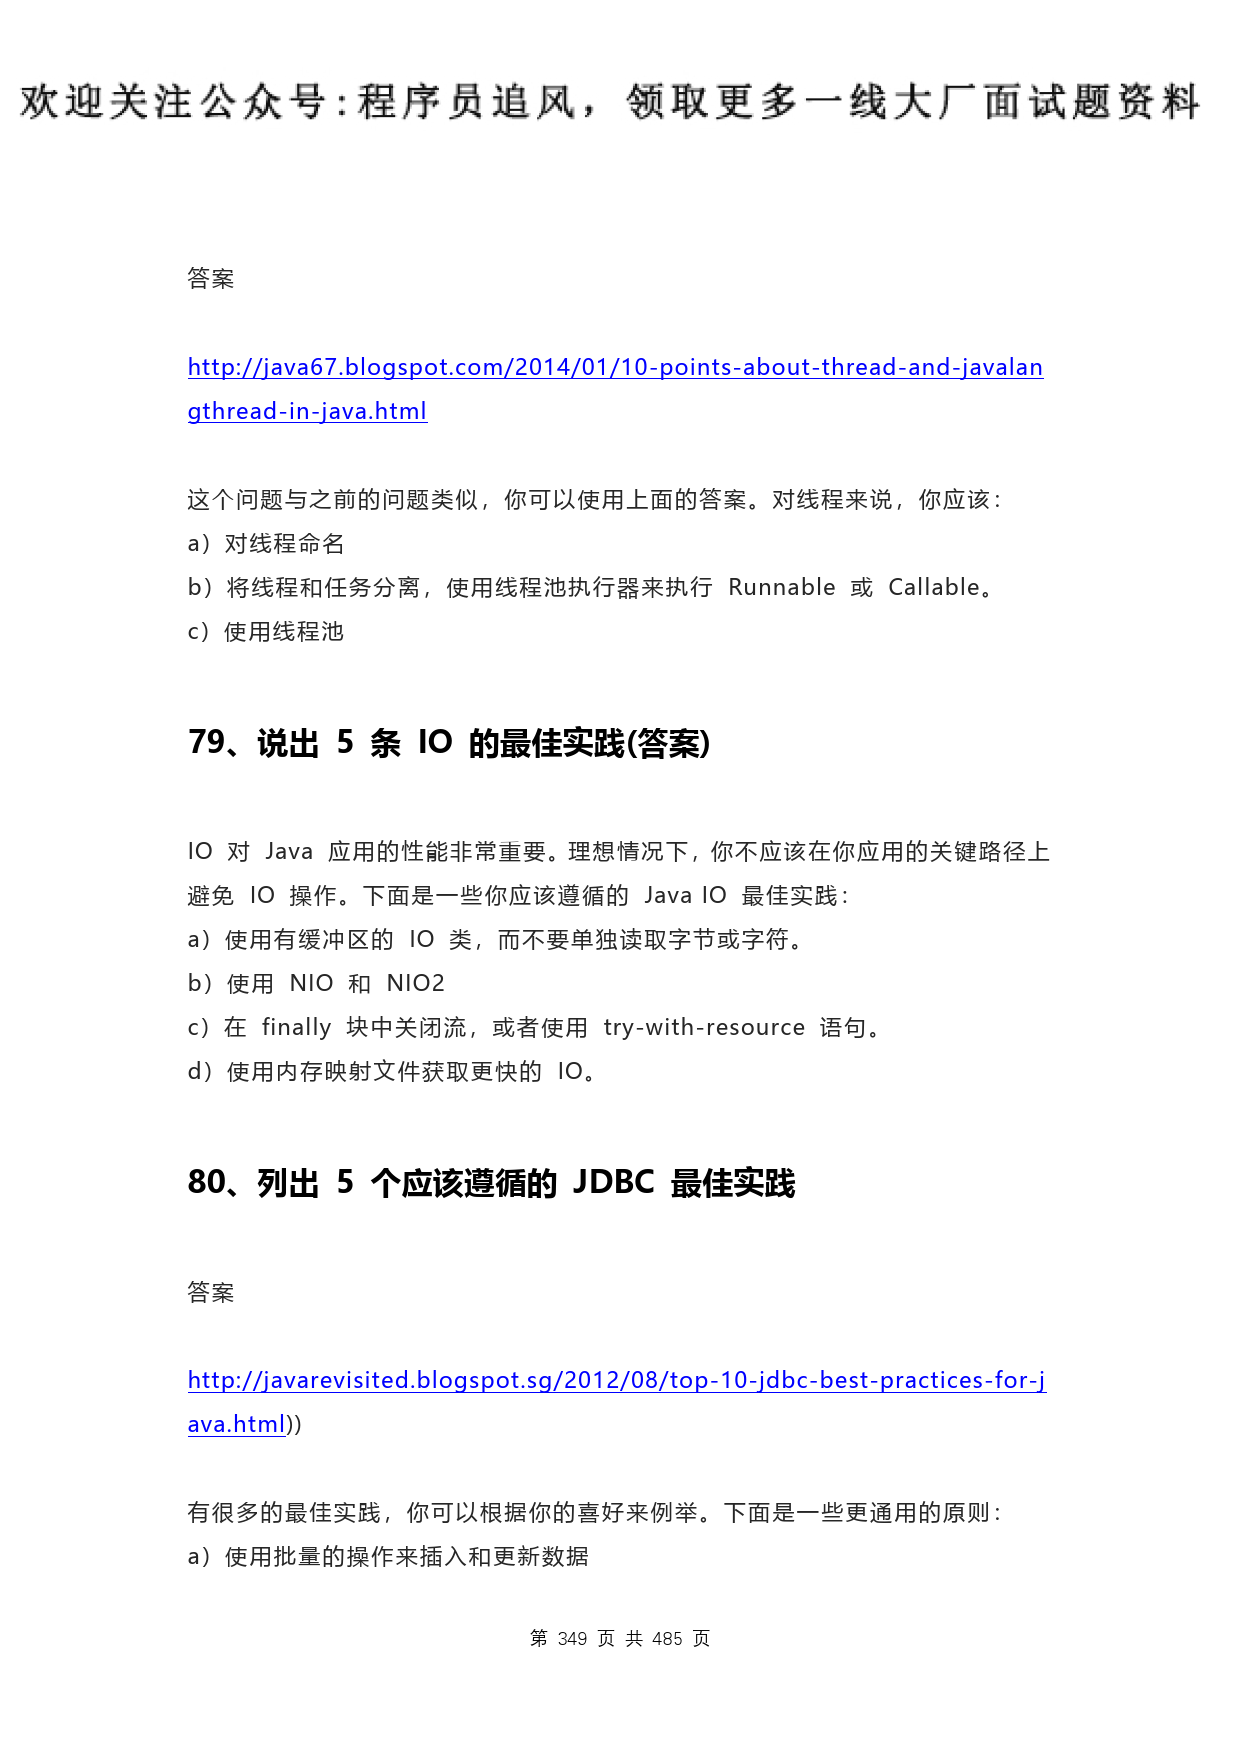 欢迎关注公众号:程序员追风，领取更多一线大厂面试题资料
答案
http://java67.blogspot.com/2014/01/10-points-about-thread-and-javalan
gthread-in-java.html
这个问题与之前的问题类似，你可以使用上面的答案。对线程来说，你应该：
a）对线程命名
b）将线程和任务分离，使用线程池执行器来执行 Runnable 或 Callable。
c）使用线程池
79、说出 5 条 IO 的最佳实践(答案)
IO 对 Java 应用的性能非常重要。理想情况下，你不应该在你应用的关键路径上
避免 IO 操作。下面是一些你应该遵循的 Java IO 最佳实践：
a）使用有缓冲区的 IO 类，而不要单独读取字节或字符。
b）使用 NIO 和 NIO2
c）在 finally 块中关闭流，或者使用 try-with-resource 语句。
d）使用内存映射文件获取更快的 IO。
80、列出 5 个应该遵循的 JDBC 最佳实践
答案
http://javarevisited.blogspot.sg/2012/08/top-10-jdbc-best-practices-for-j
ava.html))
有很多的最佳实践，你可以根据你的喜好来例举。下面是一些更通用的原则：
a）使用批量的操作来插入和更新数据
第 349 页 共 485 页